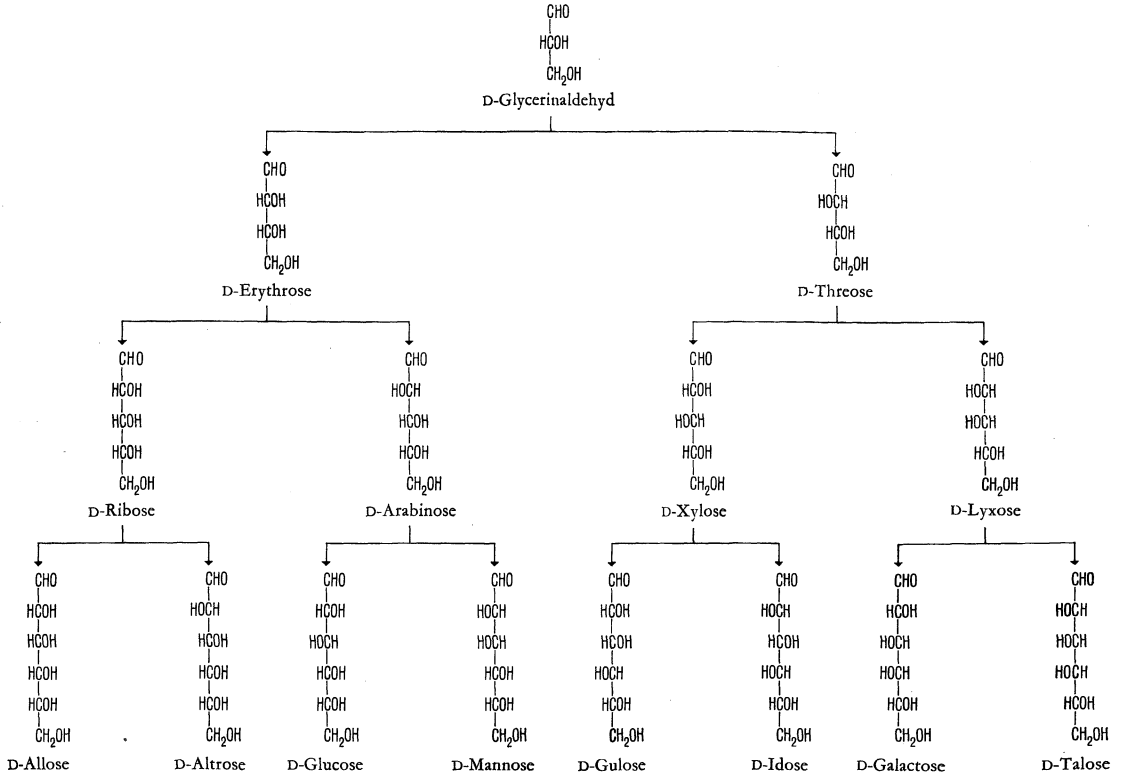 CHO
HCOH
CH₂OH
D-Glycerinaldehyd
CHO CHO
HCOH HOCH
HCOH HCOH
CH₂OH CH₂OH
D-Erythrose D-Threose
CHO CHO CHO CHO
HCOH HOCH HCOH HOCH
HCOH HCOH HOCH HOCH
HCOH HCOH HCOH HCOH
CH₂OH CH₂OH CH₂OH CH₂OH
D-Ribose D-Arabinose D-Xylose D-Lyxose
CHO CHO CHO CHO CHO CHO CHO CHO
HCOH HOCH HCOH HOCH HCOH HOCH HCOH HOCH
HCOH HCOH HOCH HOCH HCOH HCOH HOCH HOCH
HCOH HCOH HCOH HCOH HOCH HOCH HOCH HOCH
HCOH HCOH HCOH HCOH HCOH HCOH HCOH HCOH
CH₂OH CH₂OH CH₂OH CH₂OH CH₂OH CH₂OH CH₂OH CH₂OH
D-Allose D-Altrose D-Glucose D-Mannose D-Gulose D-Idose D-Galactose D-Talose